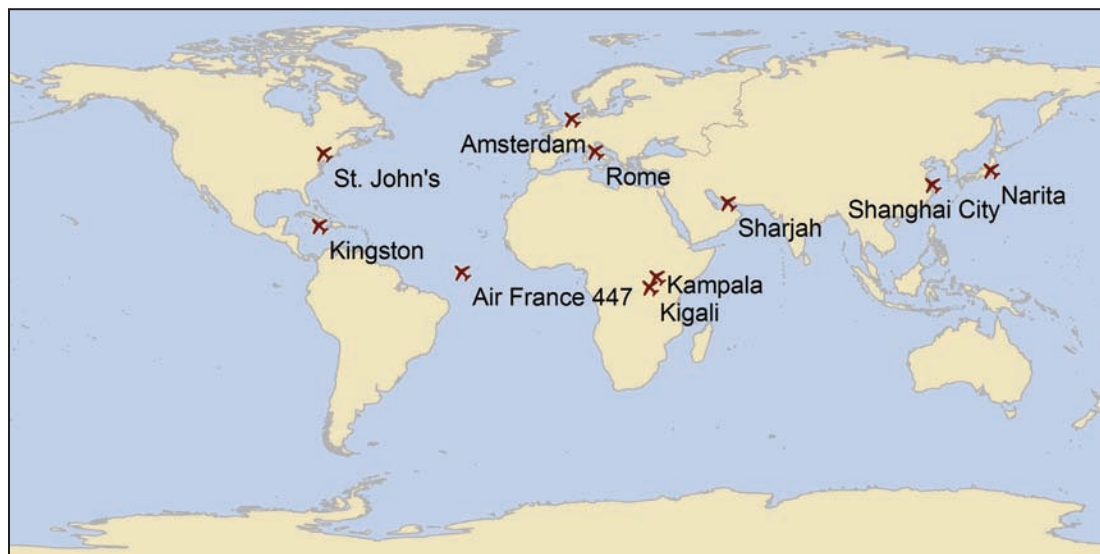 Amsterdam
St. John's
Rome
Narita
Shanghai City
Sharjah
Kingston
Air France 447
Kampala
Kigali